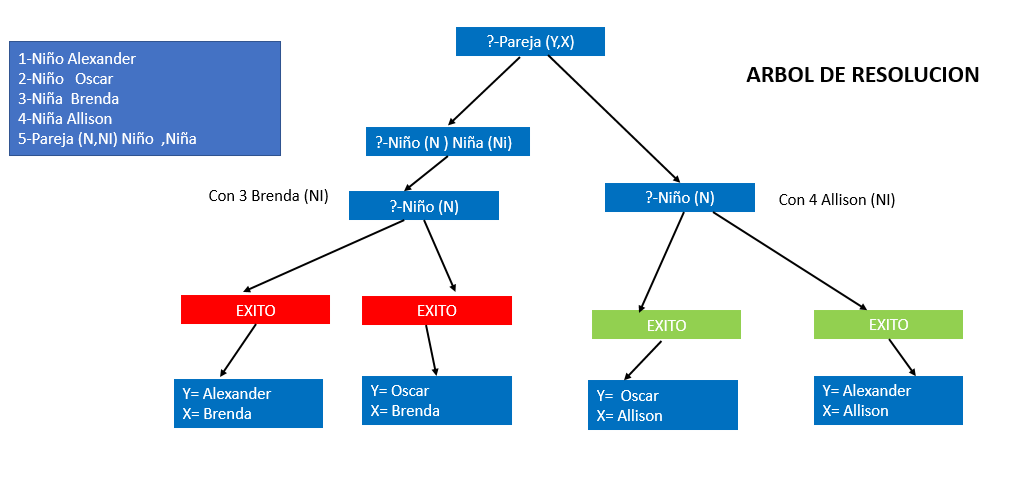 ?-Pareja (Y,X)
ARBOL DE RESOLUCION
1-Niño Alexander
2-Niño Oscar
3-Niña Brenda
4-Niña Allison
5-Pareja (N,NI) Niño ,Niña
?-Niño (N ) Niña (Ni)
Con 3 Brenda (NI)
?-Niño (N)
?-Niño (N)
Con 4 Allison (NI)
EXITO
EXITO
EXITO
EXITO
Y= Alexander
X= Brenda
Y= Oscar
X= Brenda
Y= Oscar
X= Allison
Y= Alexander
X= Allison